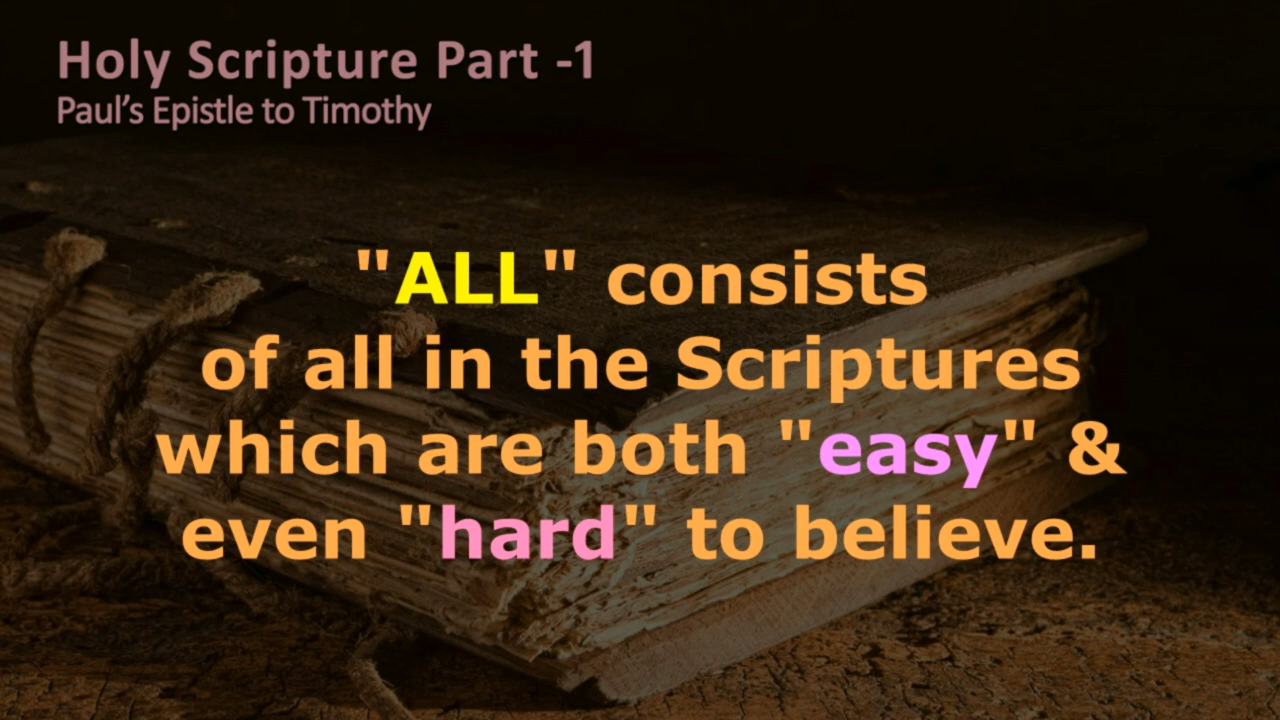 Holy Scripture Part -1
Paul’s Epistle to Timothy
"ALL" consists
of all in the Scriptures
which are both "easy" &
even "hard" to believe.